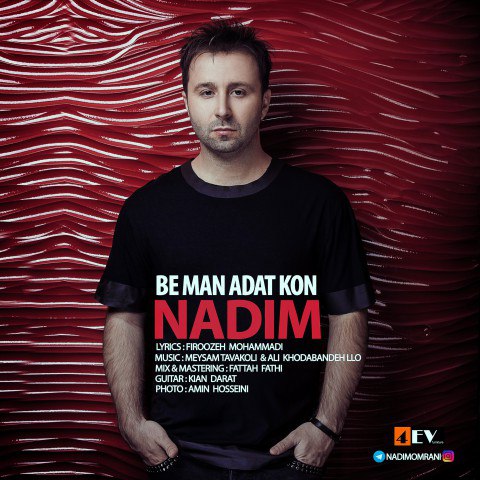 BE MAN ADAT KON
NADIM
LYRICS : FIROOZEH MOHAMMADI
MUSIC : MEYSAM TAVAKOLI & ALI KHODABANDEH LLO
MIX & MASTERING : FATTAH FATHI
GUITAR : KIAN DARAT
PHOTO : AMIN HOSSEINI
4EV
NADIMOMRANI